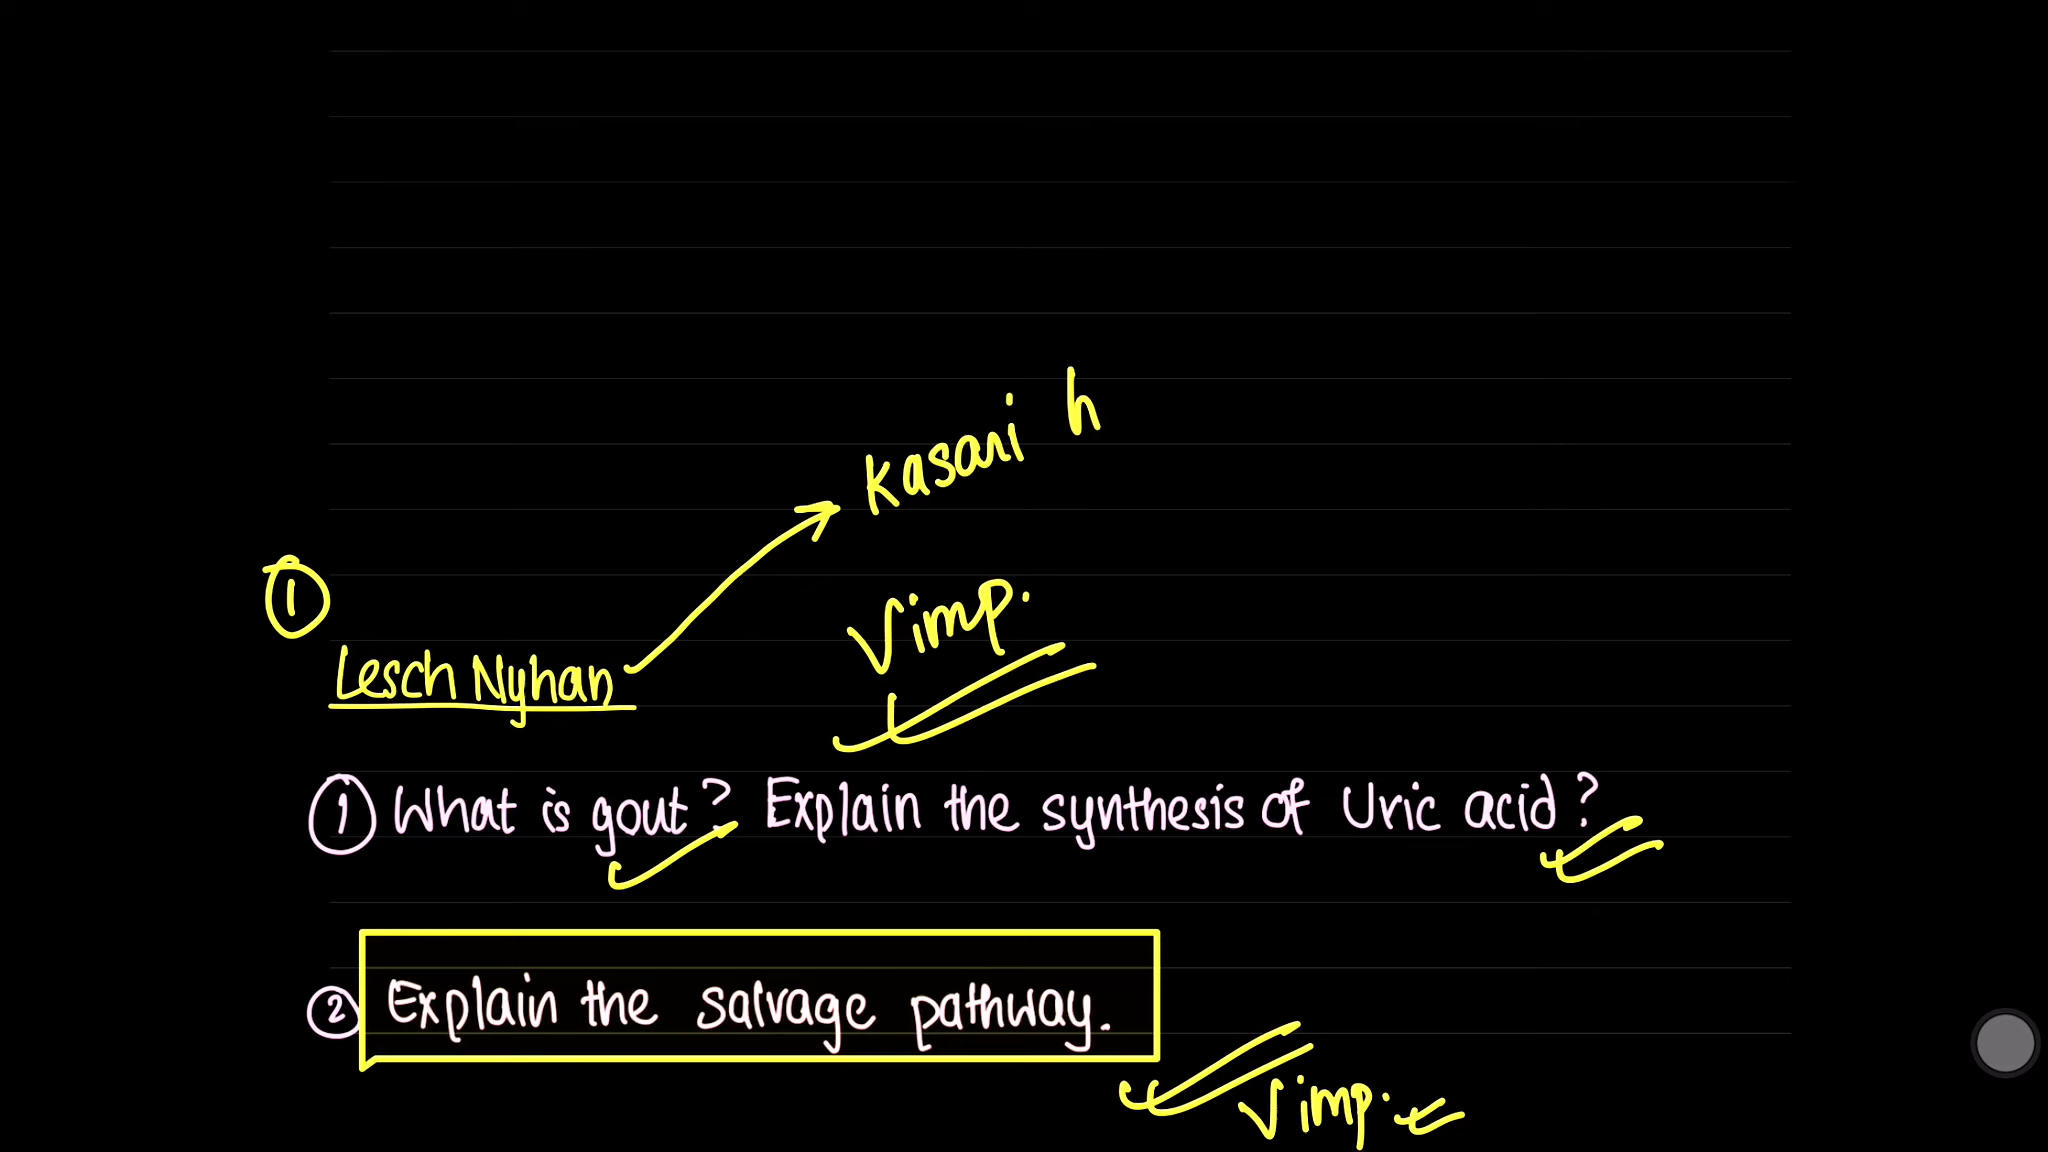 Kasari h
①
Lesch Nyhan
V imp.
① What is gout? Explain the synthesis of Uric acid?
② Explain the salvage pathway.
V imp.